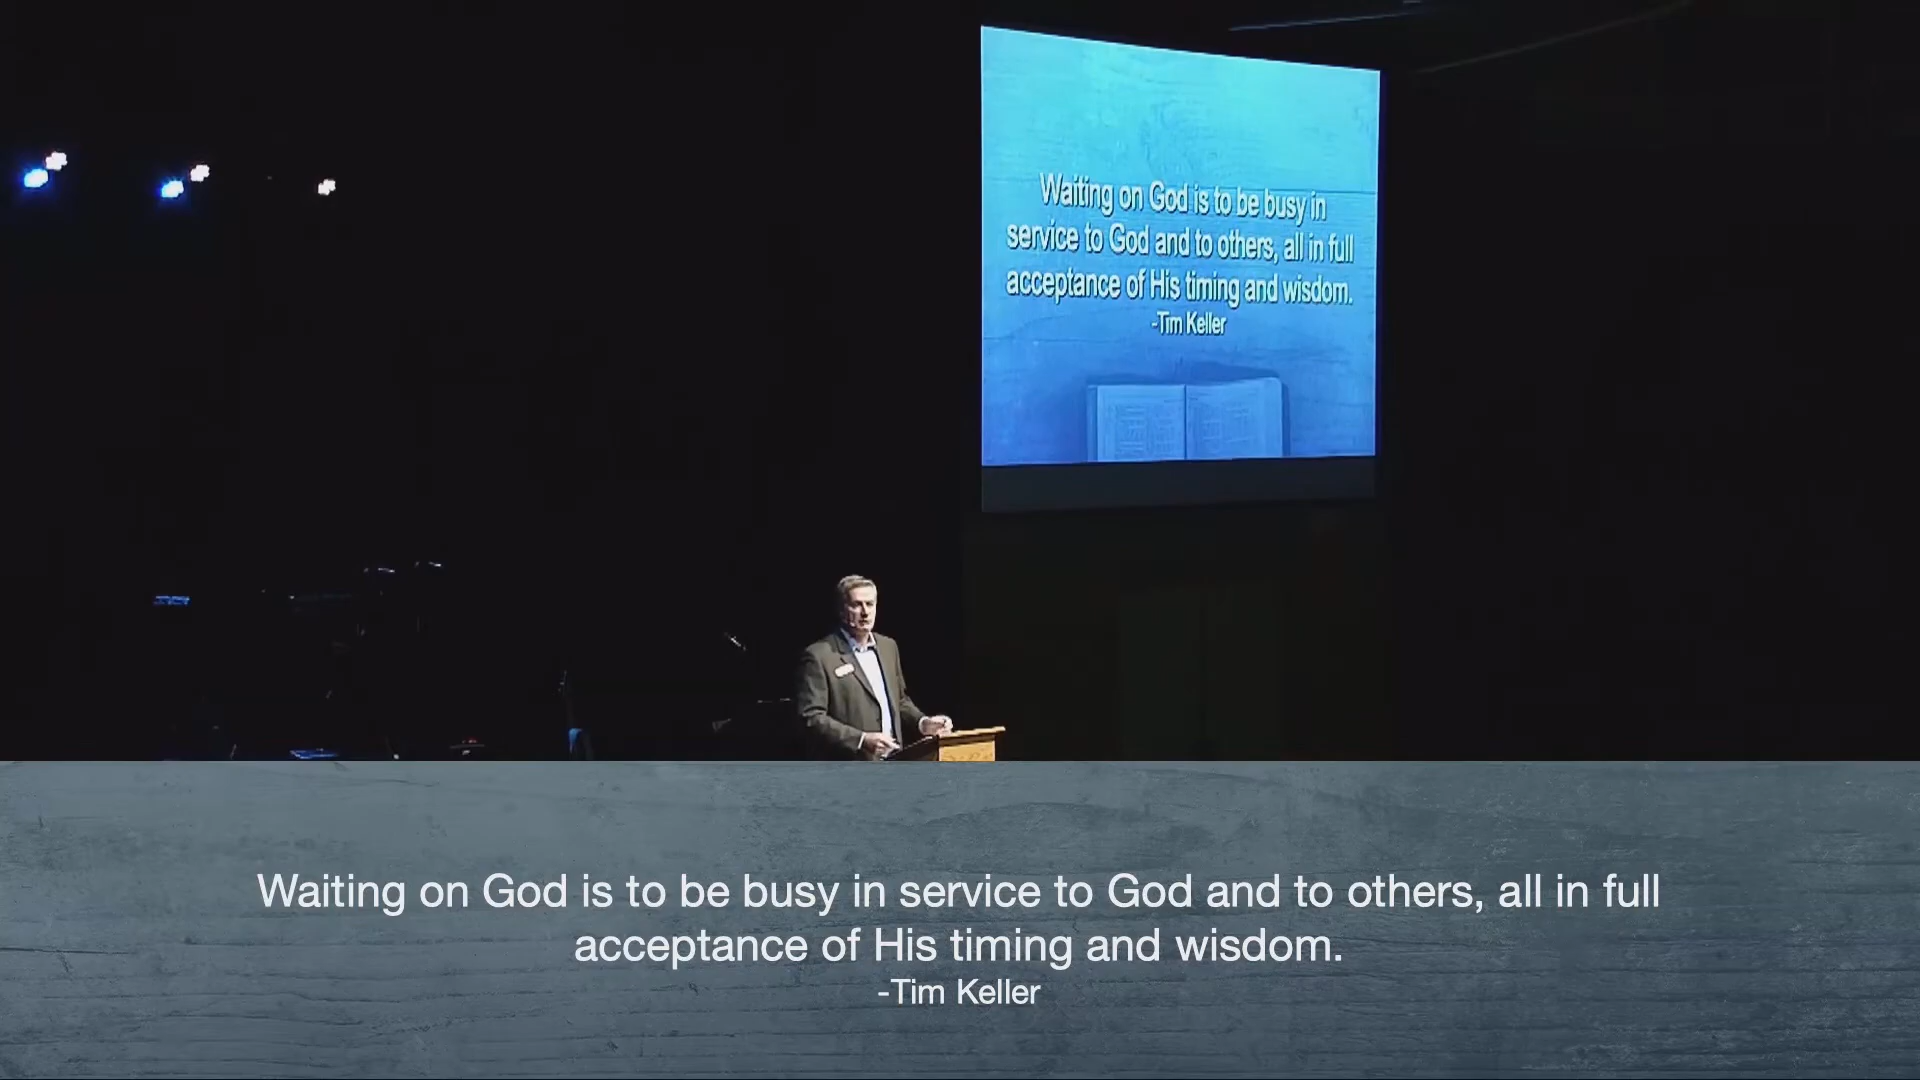 Waiting on God is to be busy in
service to God and to others, all in full
acceptance of His timing and wisdom.
-Tim Keller
Waiting on God is to be busy in service to God and to others, all in full
acceptance of His timing and wisdom.
-Tim Keller